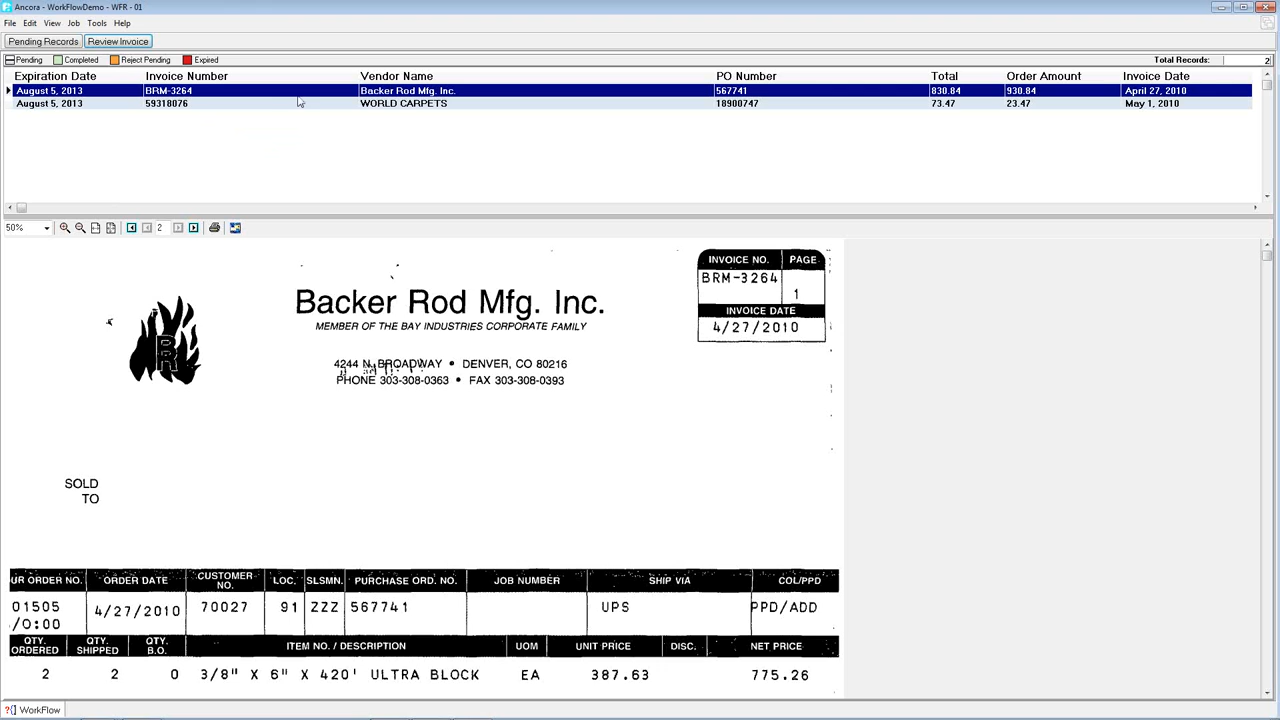 Ancora - WorkFlowDemo - WFR - 01
File Edit View Job Tools Help
Pending Records Review Invoice
Pending Completed Reject Pending Expired Total Records: 2
Expiration Date Invoice Number Vendor Name PO Number Total Order Amount Invoice Date
August 5, 2013 BRM-3264 Backer Rod Mfg. Inc. 567741 830.84 930.84 April 27, 2010
August 5, 2013 59318076 WORLD CARPETS 18900747 73.47 23.47 May 1, 2010
50% 2
INVOICE NO. PAGE
BRM-3264
1
INVOICE DATE
4/27/2010
BR
Backer Rod Mfg. Inc.
MEMBER OF THE BAY INDUSTRIES CORPORATE FAMILY
4244 N. BROADWAY • DENVER, CO 80216
PHONE 303-308-0363 • FAX 303-308-0393
SOLD
TO
UR ORDER NO. ORDER DATE CUSTOMER NO. LOC. SLSMN. PURCHASE ORD. NO. JOB NUMBER SHIP VIA COL/PPD
01505 4/27/2010 70027 91 ZZZ 567741 UPS PPD/ADD
/0:00
QTY. ORDERED QTY. SHIPPED QTY. B.O. ITEM NO. / DESCRIPTION UOM UNIT PRICE DISC. NET PRICE
2 2 0 3/8" X 6" X 420' ULTRA BLOCK EA 387.63 775.26
WorkFlow